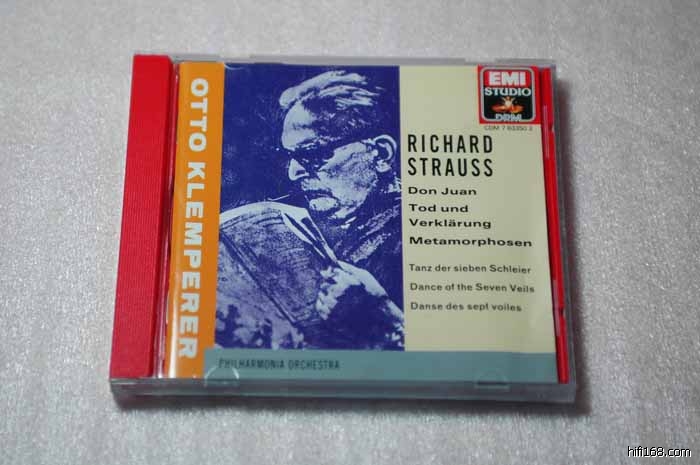 OTTO KLEMPERER
EMI
STUDIO
DRM
CDM 7 63350 2
RICHARD
STRAUSS
Don Juan
Tod und
Verklärung
Metamorphosen
Tanz der sieben Schleier
Dance of the Seven Veils
Danse des sept voiles
PHILHARMONIA ORCHESTRA
hifi168.com